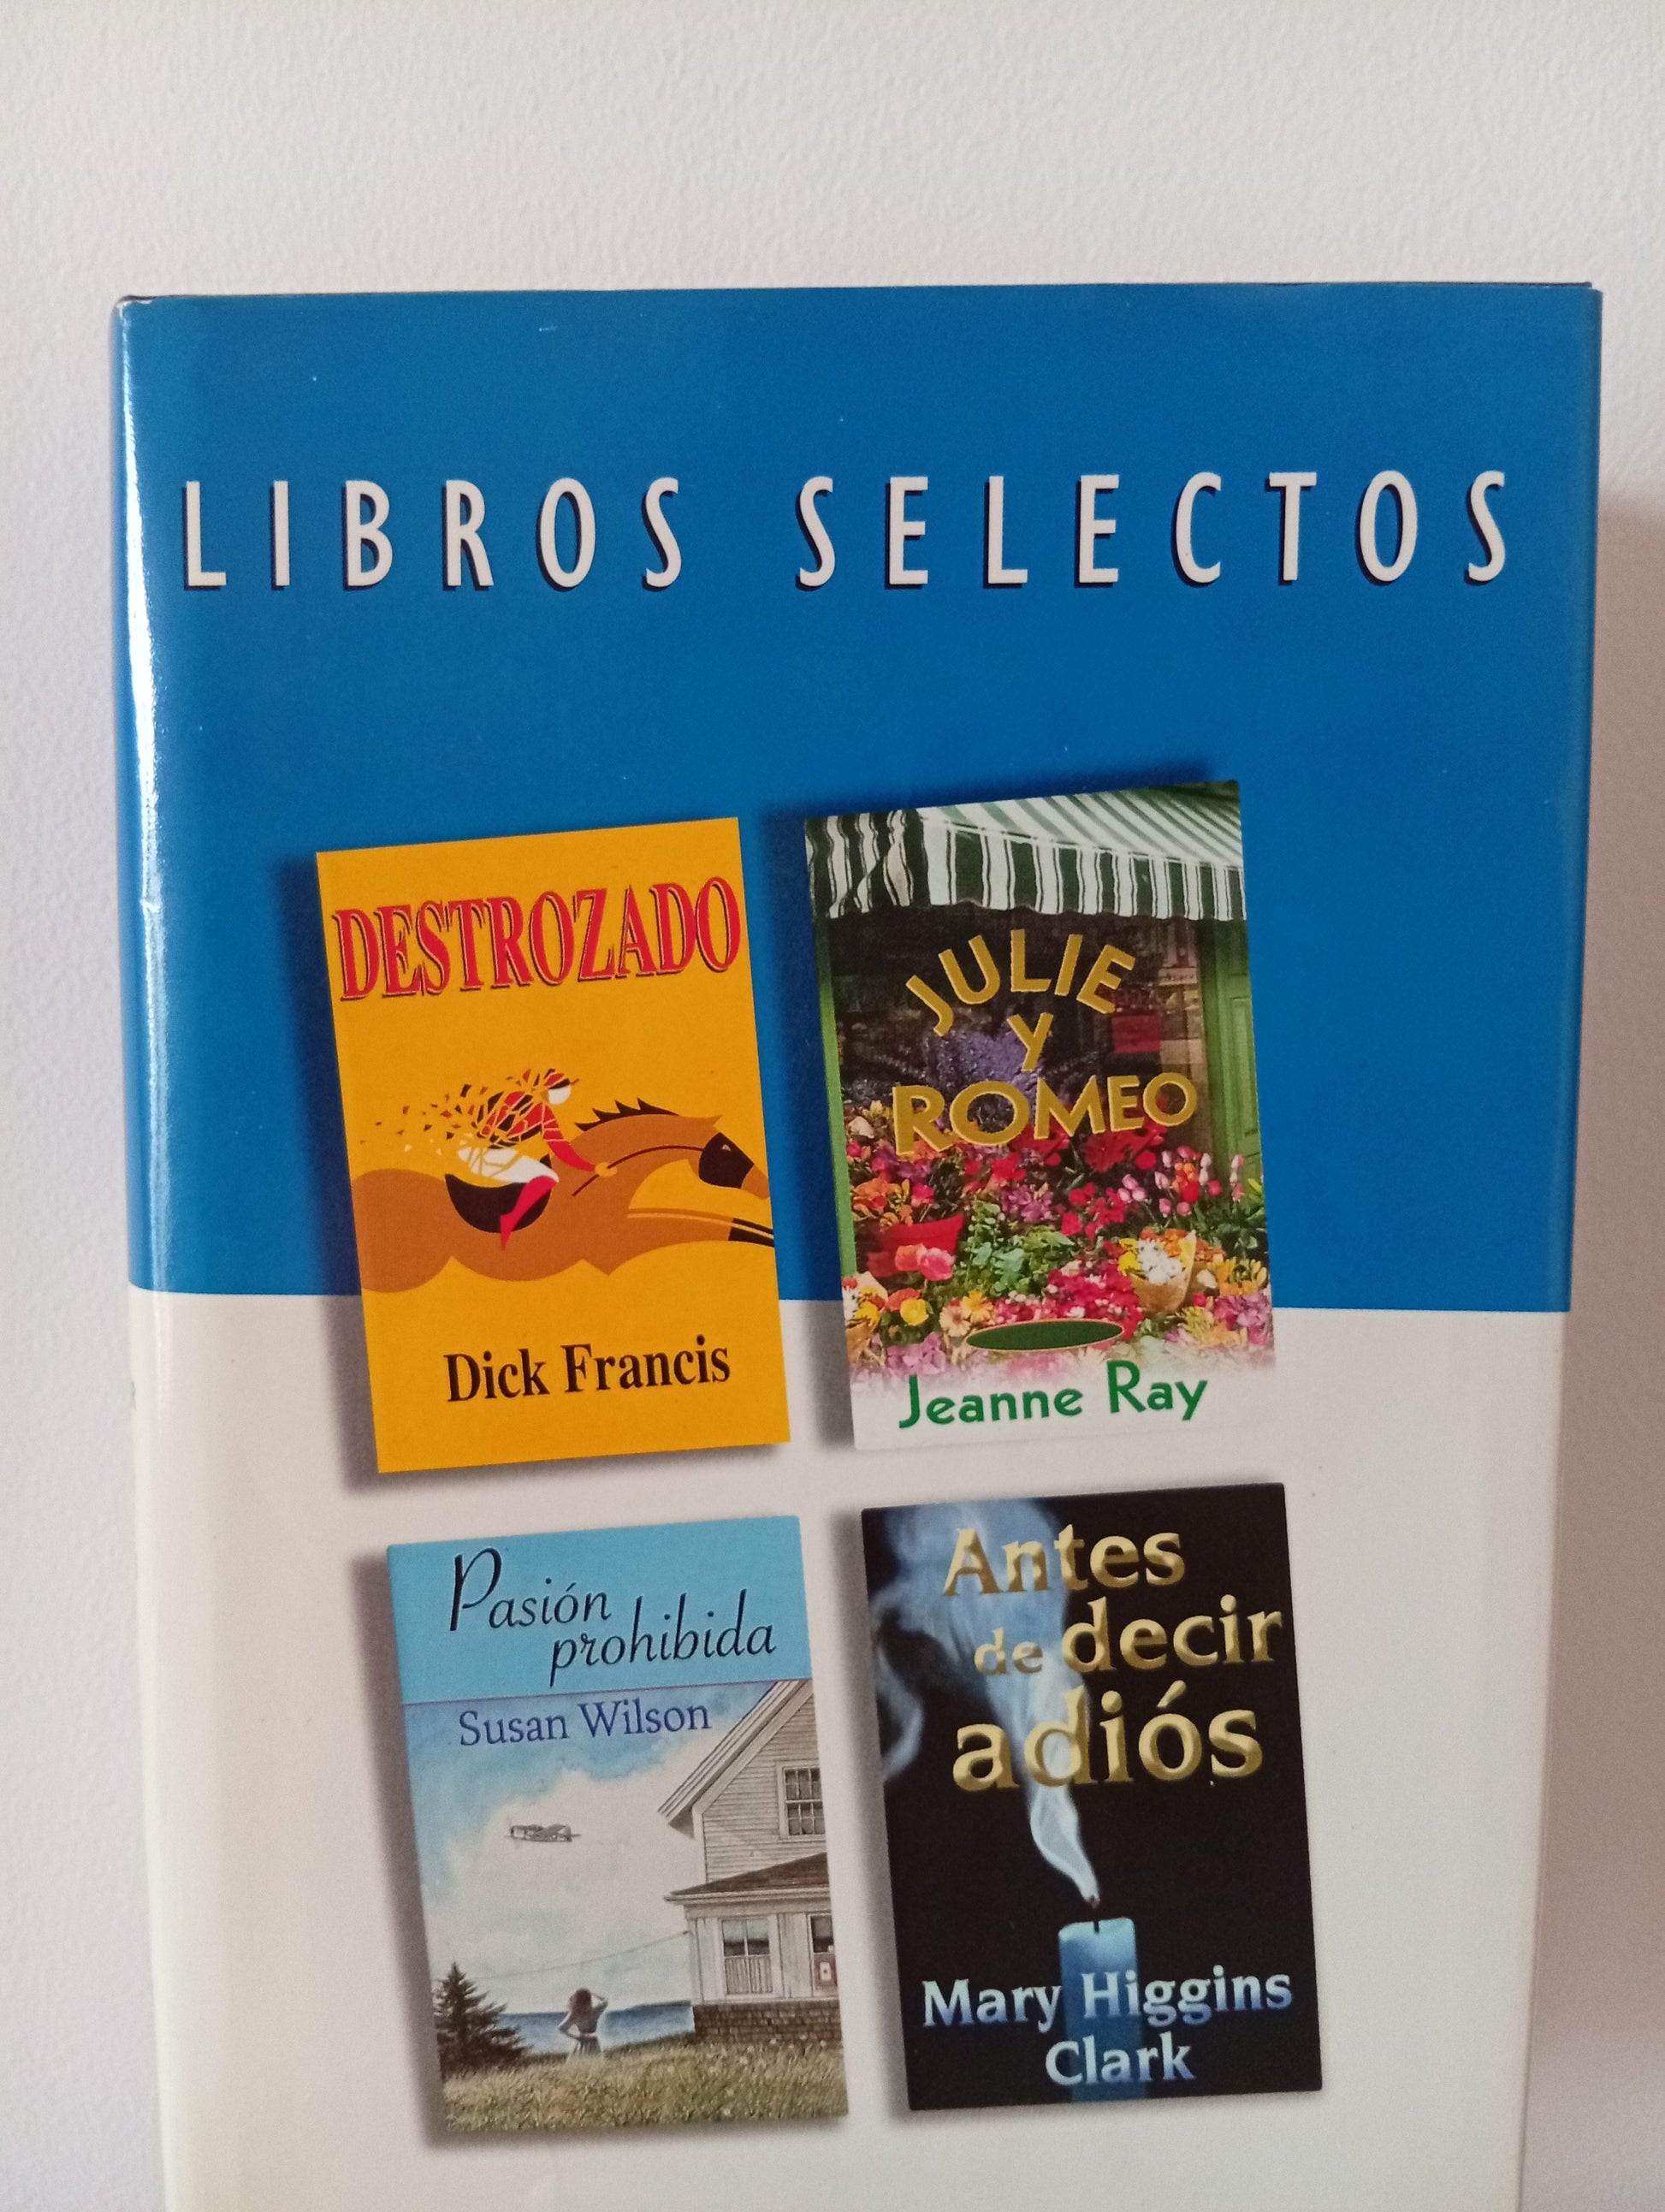 LIBROS SELECTOS
DESTROZADO
Dick Francis
JULIE
Y
ROMEO
Jeanne Ray
Pasión
prohibida
Susan Wilson
Antes
de decir
adiós
Mary Higgins
Clark